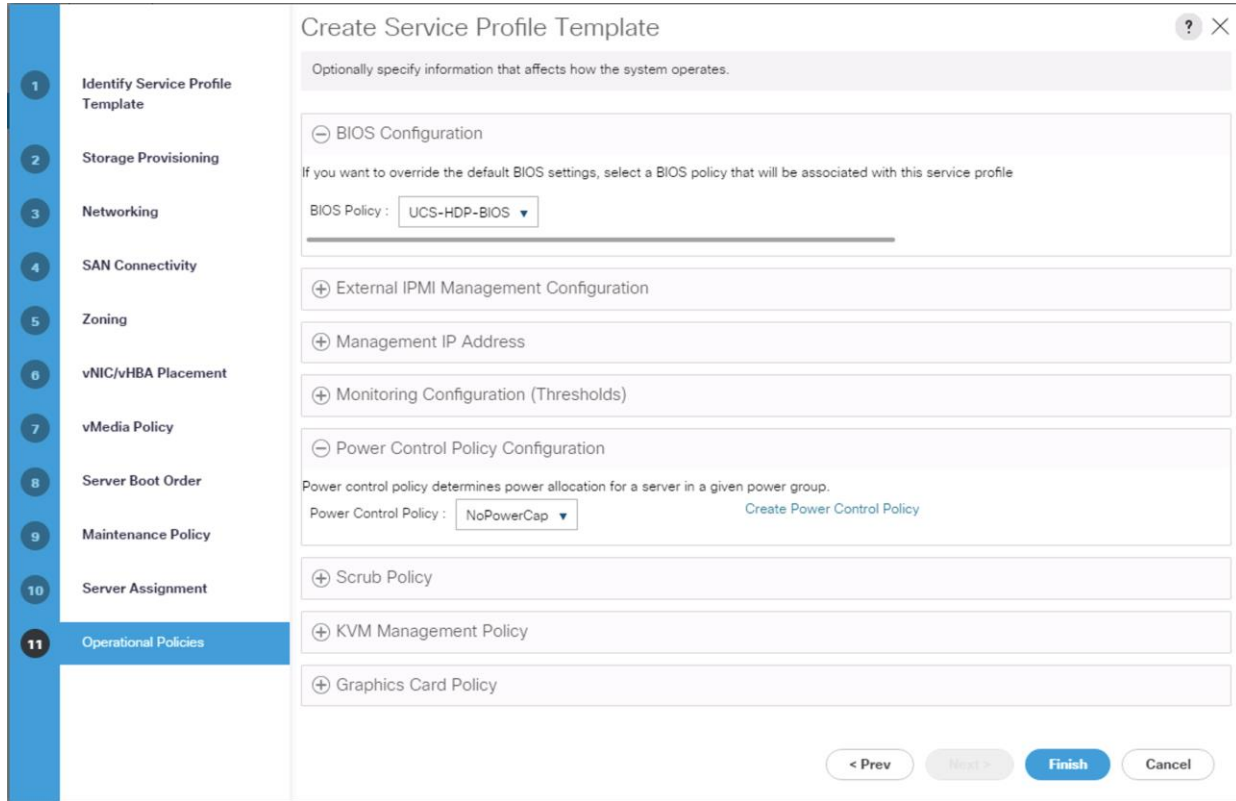 Create Service Profile Template
?
Optionally specify information that affects how the system operates.
1
Identify Service Profile
Template
2
Storage Provisioning
3
Networking
4
SAN Connectivity
5
Zoning
6
vNIC/vHBA Placement
7
vMedia Policy
8
Server Boot Order
9
Maintenance Policy
10
Server Assignment
11
Operational Policies
BIOS Configuration
If you want to override the default BIOS settings, select a BIOS policy that will be associated with this service profile
BIOS Policy : UCS-HDP-BIOS
External IPMI Management Configuration
Management IP Address
Monitoring Configuration (Thresholds)
Power Control Policy Configuration
Power control policy determines power allocation for a server in a given power group.
Power Control Policy : NoPowerCap Create Power Control Policy
Scrub Policy
KVM Management Policy
Graphics Card Policy
< Prev Next > Finish Cancel